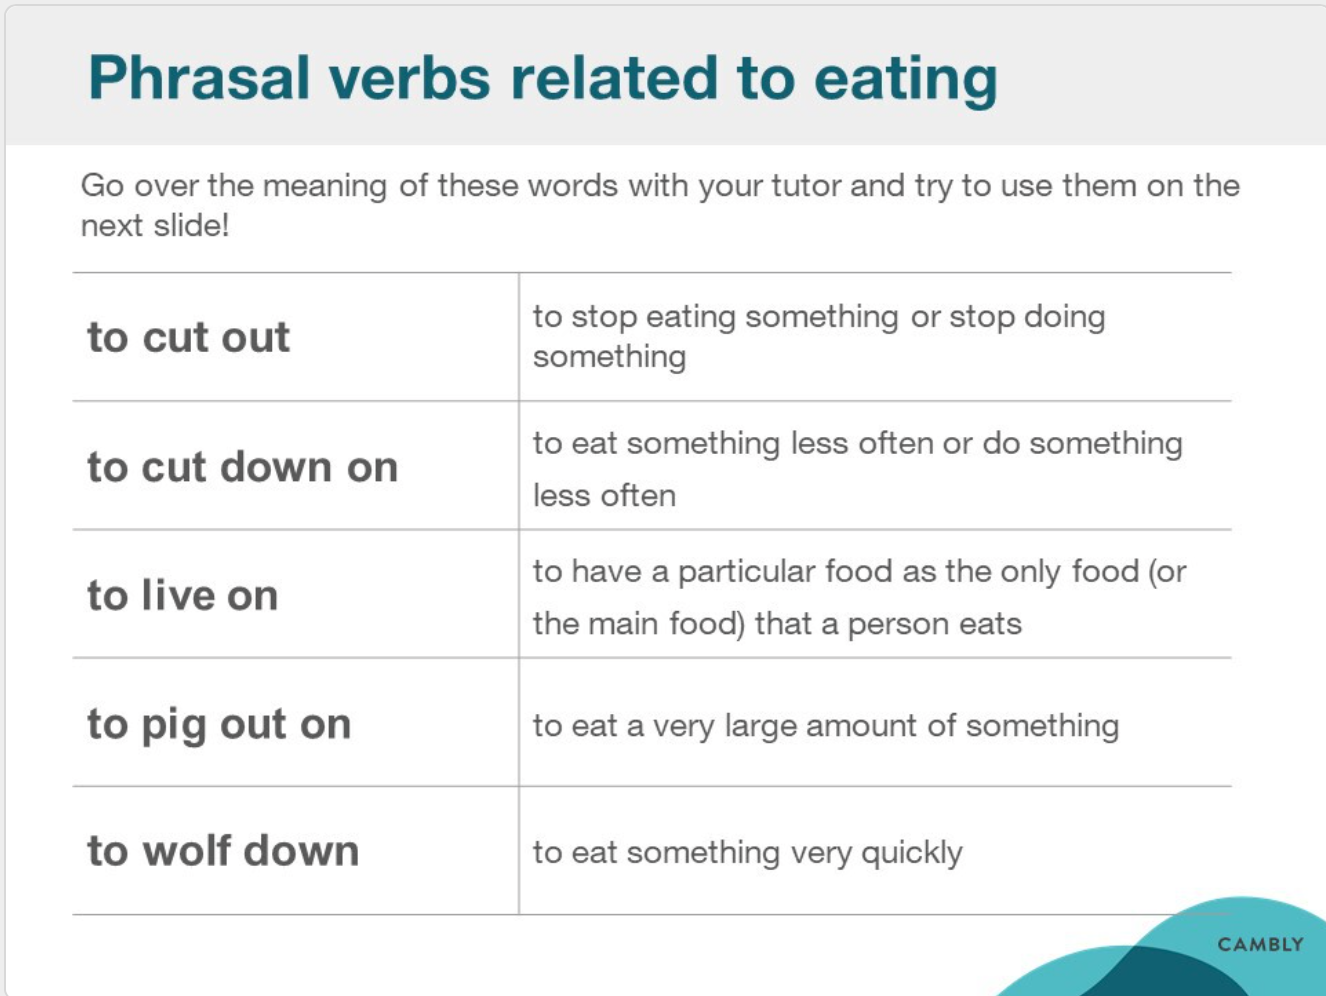 Phrasal verbs related to eating
Go over the meaning of these words with your tutor and try to use them on the
next slide!
to cut out
to stop eating something or stop doing
something
to cut down on
to eat something less often or do something
less often
to live on
to have a particular food as the only food (or
the main food) that a person eats
to pig out on
to eat a very large amount of something
to wolf down
to eat something very quickly
CAMBLY